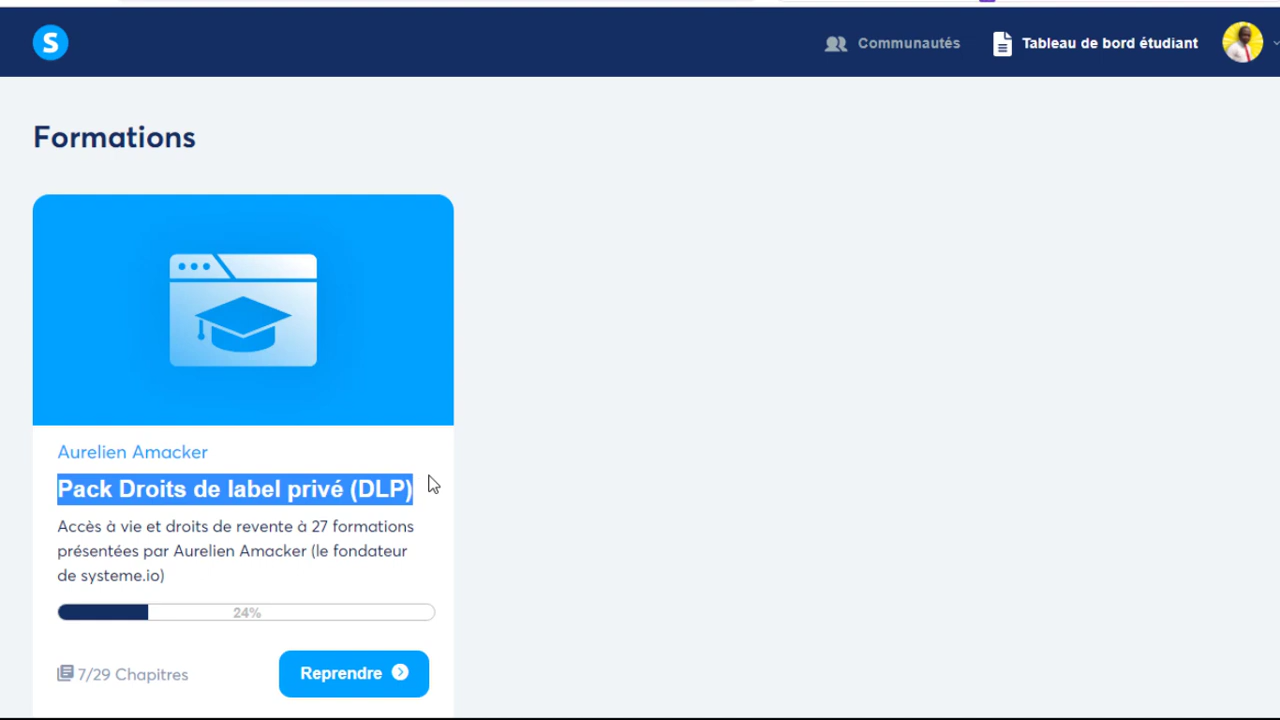 S
Communautés
Tableau de bord étudiant
Formations
Aurelien Amacker
Pack Droits de label privé (DLP)
Accès à vie et droits de revente à 27 formations
présentées par Aurelien Amacker (le fondateur
de systeme.io)
24%
7/29 Chapitres
Reprendre